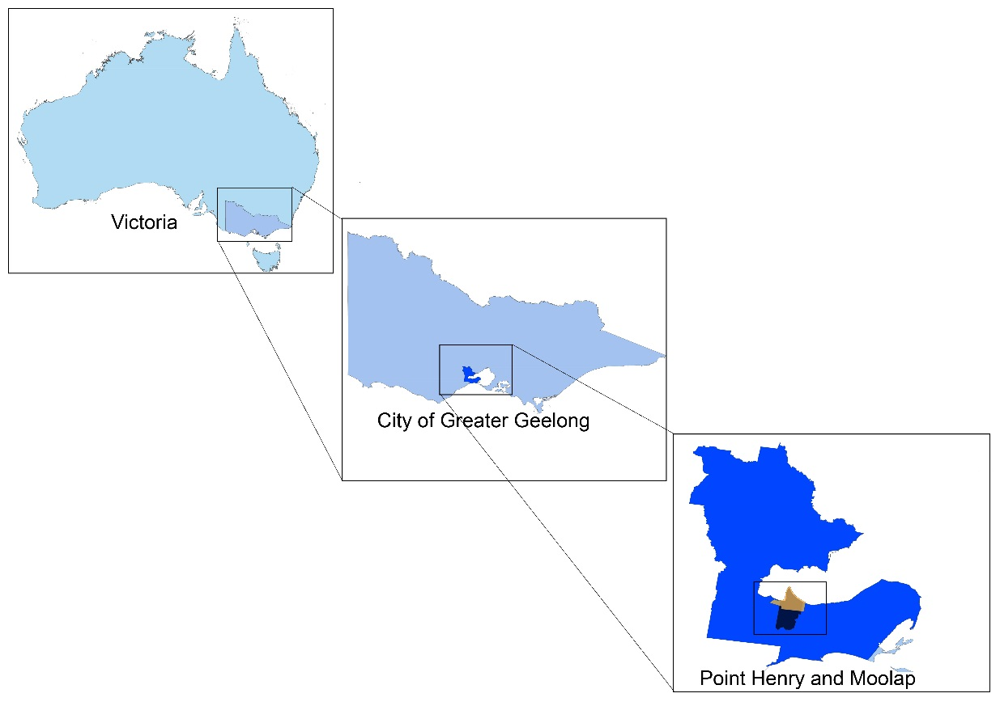 Victoria
City of Greater Geelong
Point Henry and Moolap